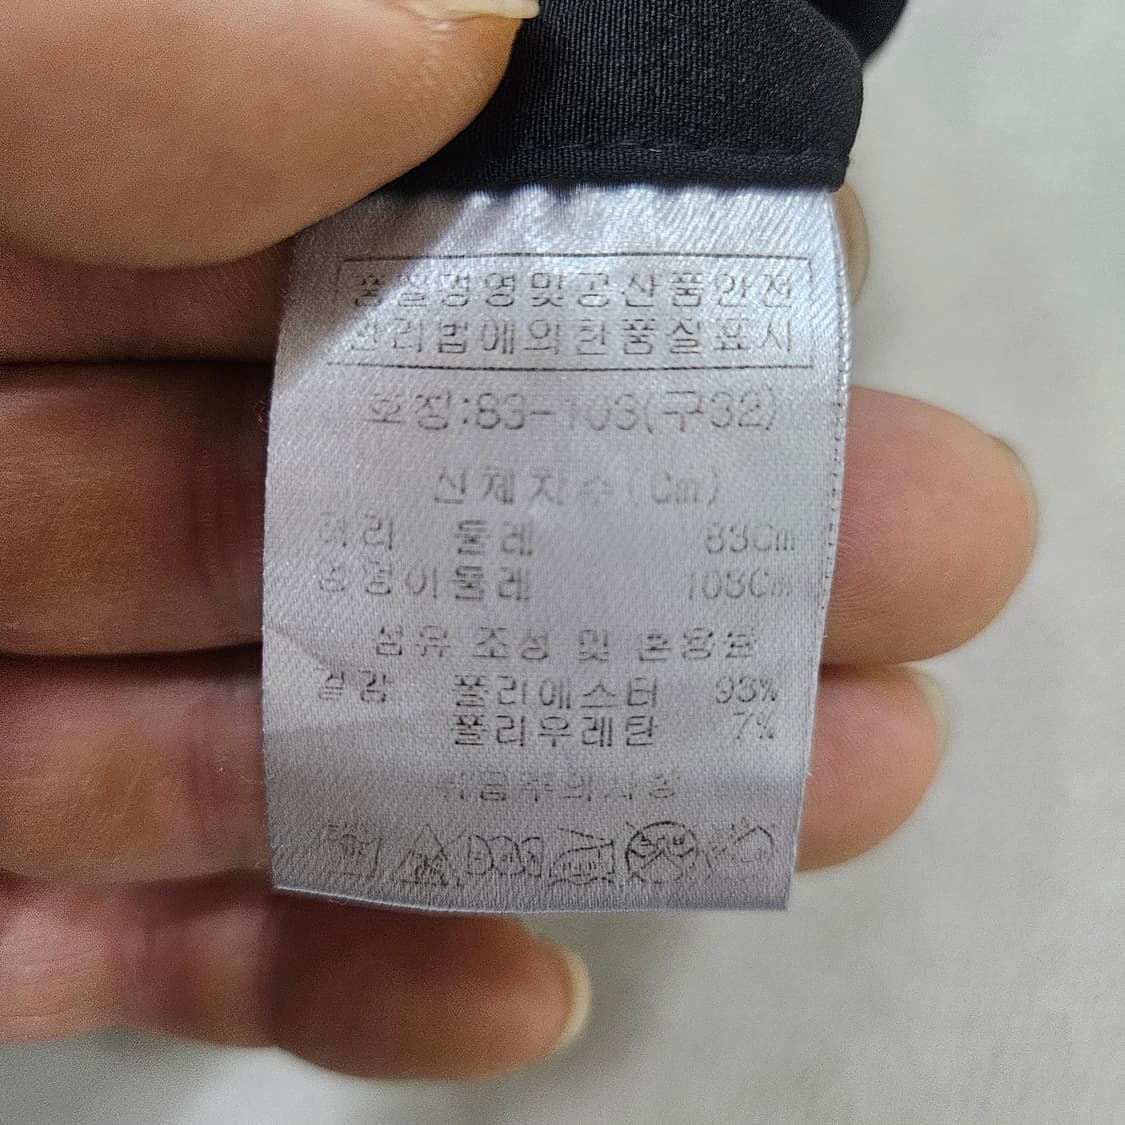 품질경영및공산품안전
관리법에의한품질표시
호칭:83-103(구32)
신체치수(Cm)
허리 둘레 83Cm
엉덩이둘레 103Cm
섬유 조성 및 혼용률
겉감 폴리에스터 93%
폴리우레탄 7%
취급주의사항